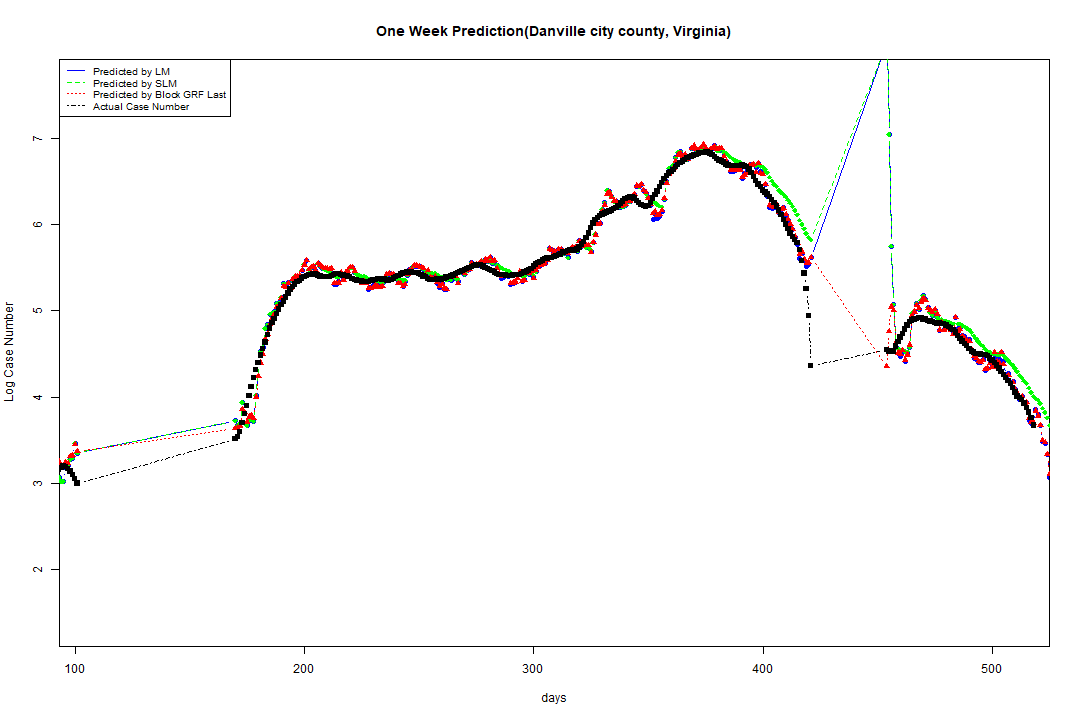 One Week Prediction(Danville city county, Virginia)
Predicted by LM
Predicted by SLM
Predicted by Block GRF Last
Actual Case Number
Log Case Number
7
6
5
4
3
2
100 200 300 400 500
days